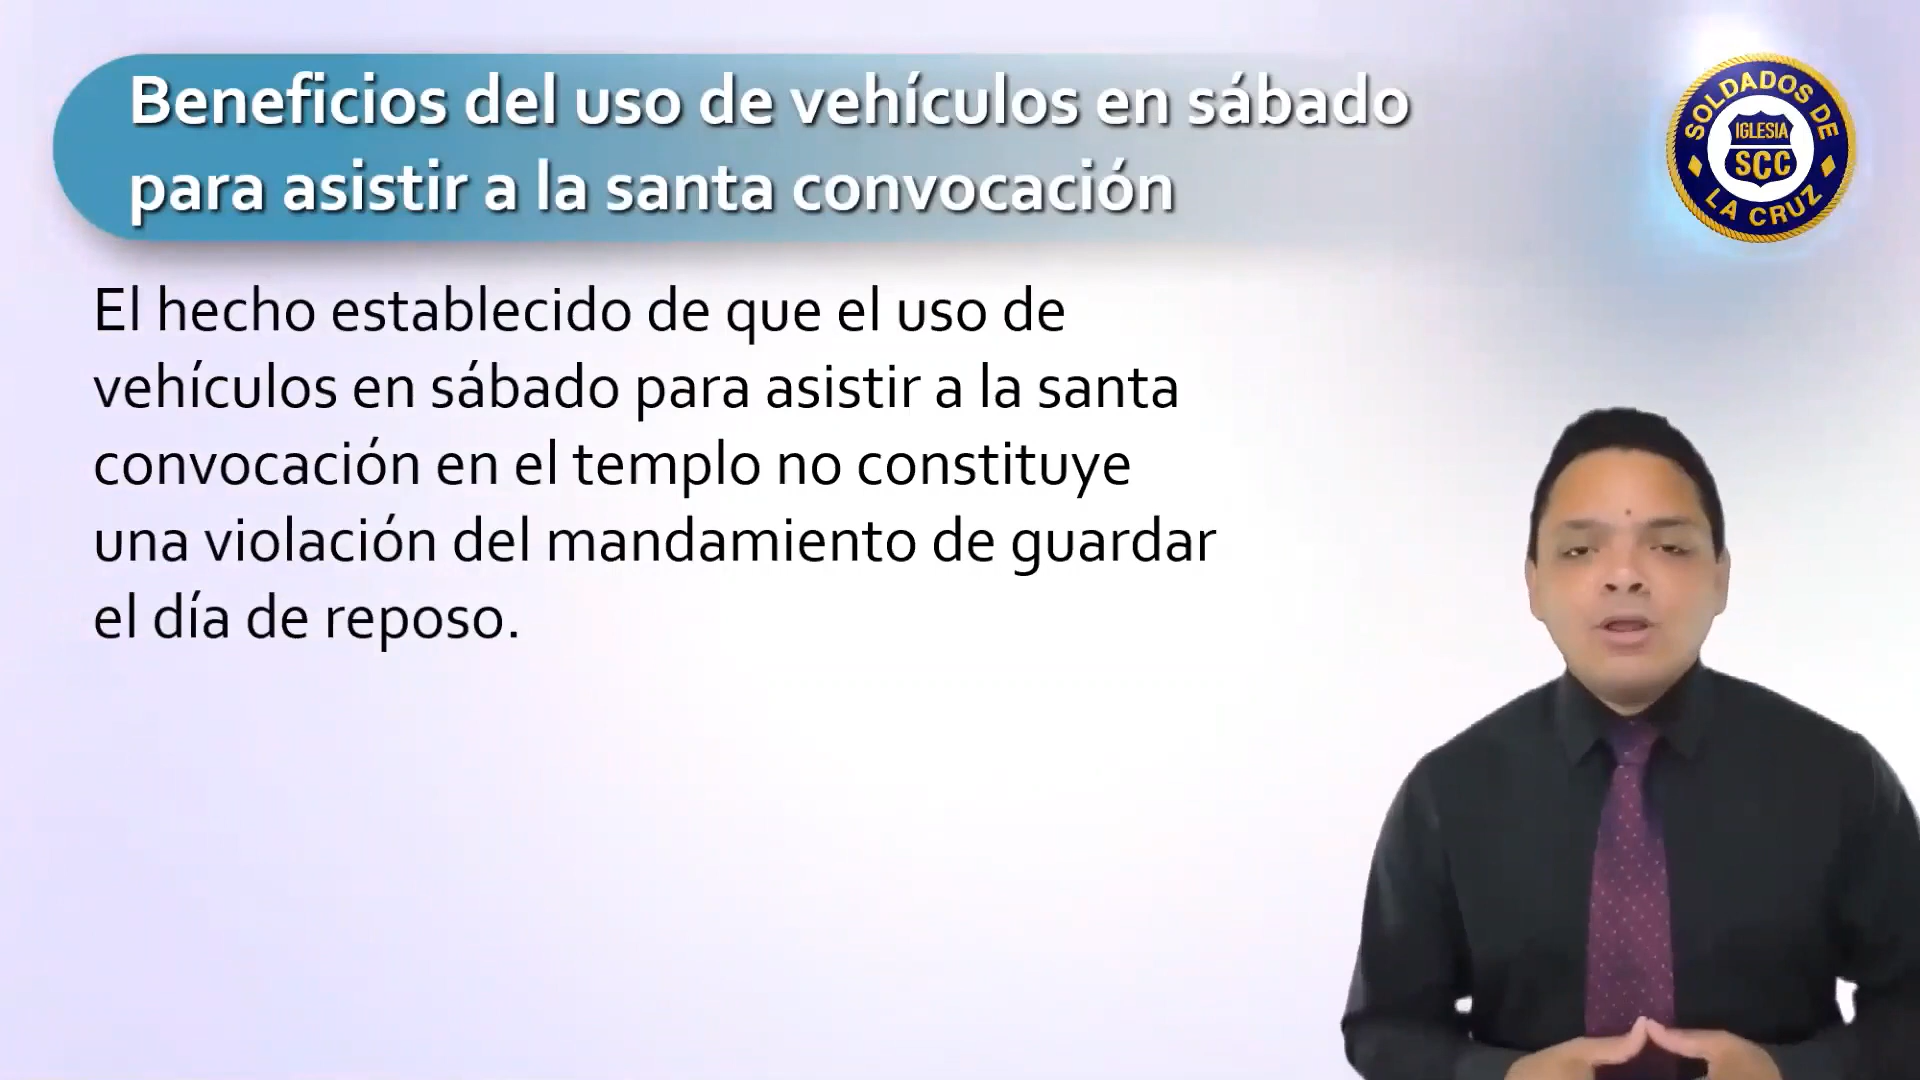 Beneficios del uso de vehículos en sábado
para asistir a la santa convocación
SOLDADOS DE
IGLESIA
SCC
LA CRUZ
El hecho establecido de que el uso de
vehículos en sábado para asistir a la santa
convocación en el templo no constituye
una violación del mandamiento de guardar
el día de reposo.